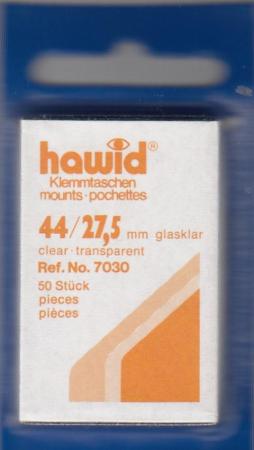 hawid®
Klemmtaschen
mounts·pochettes
44/27,5 mm glasklar
clear·transparent
Ref. No. 7030
50 Stück
pieces
pièces